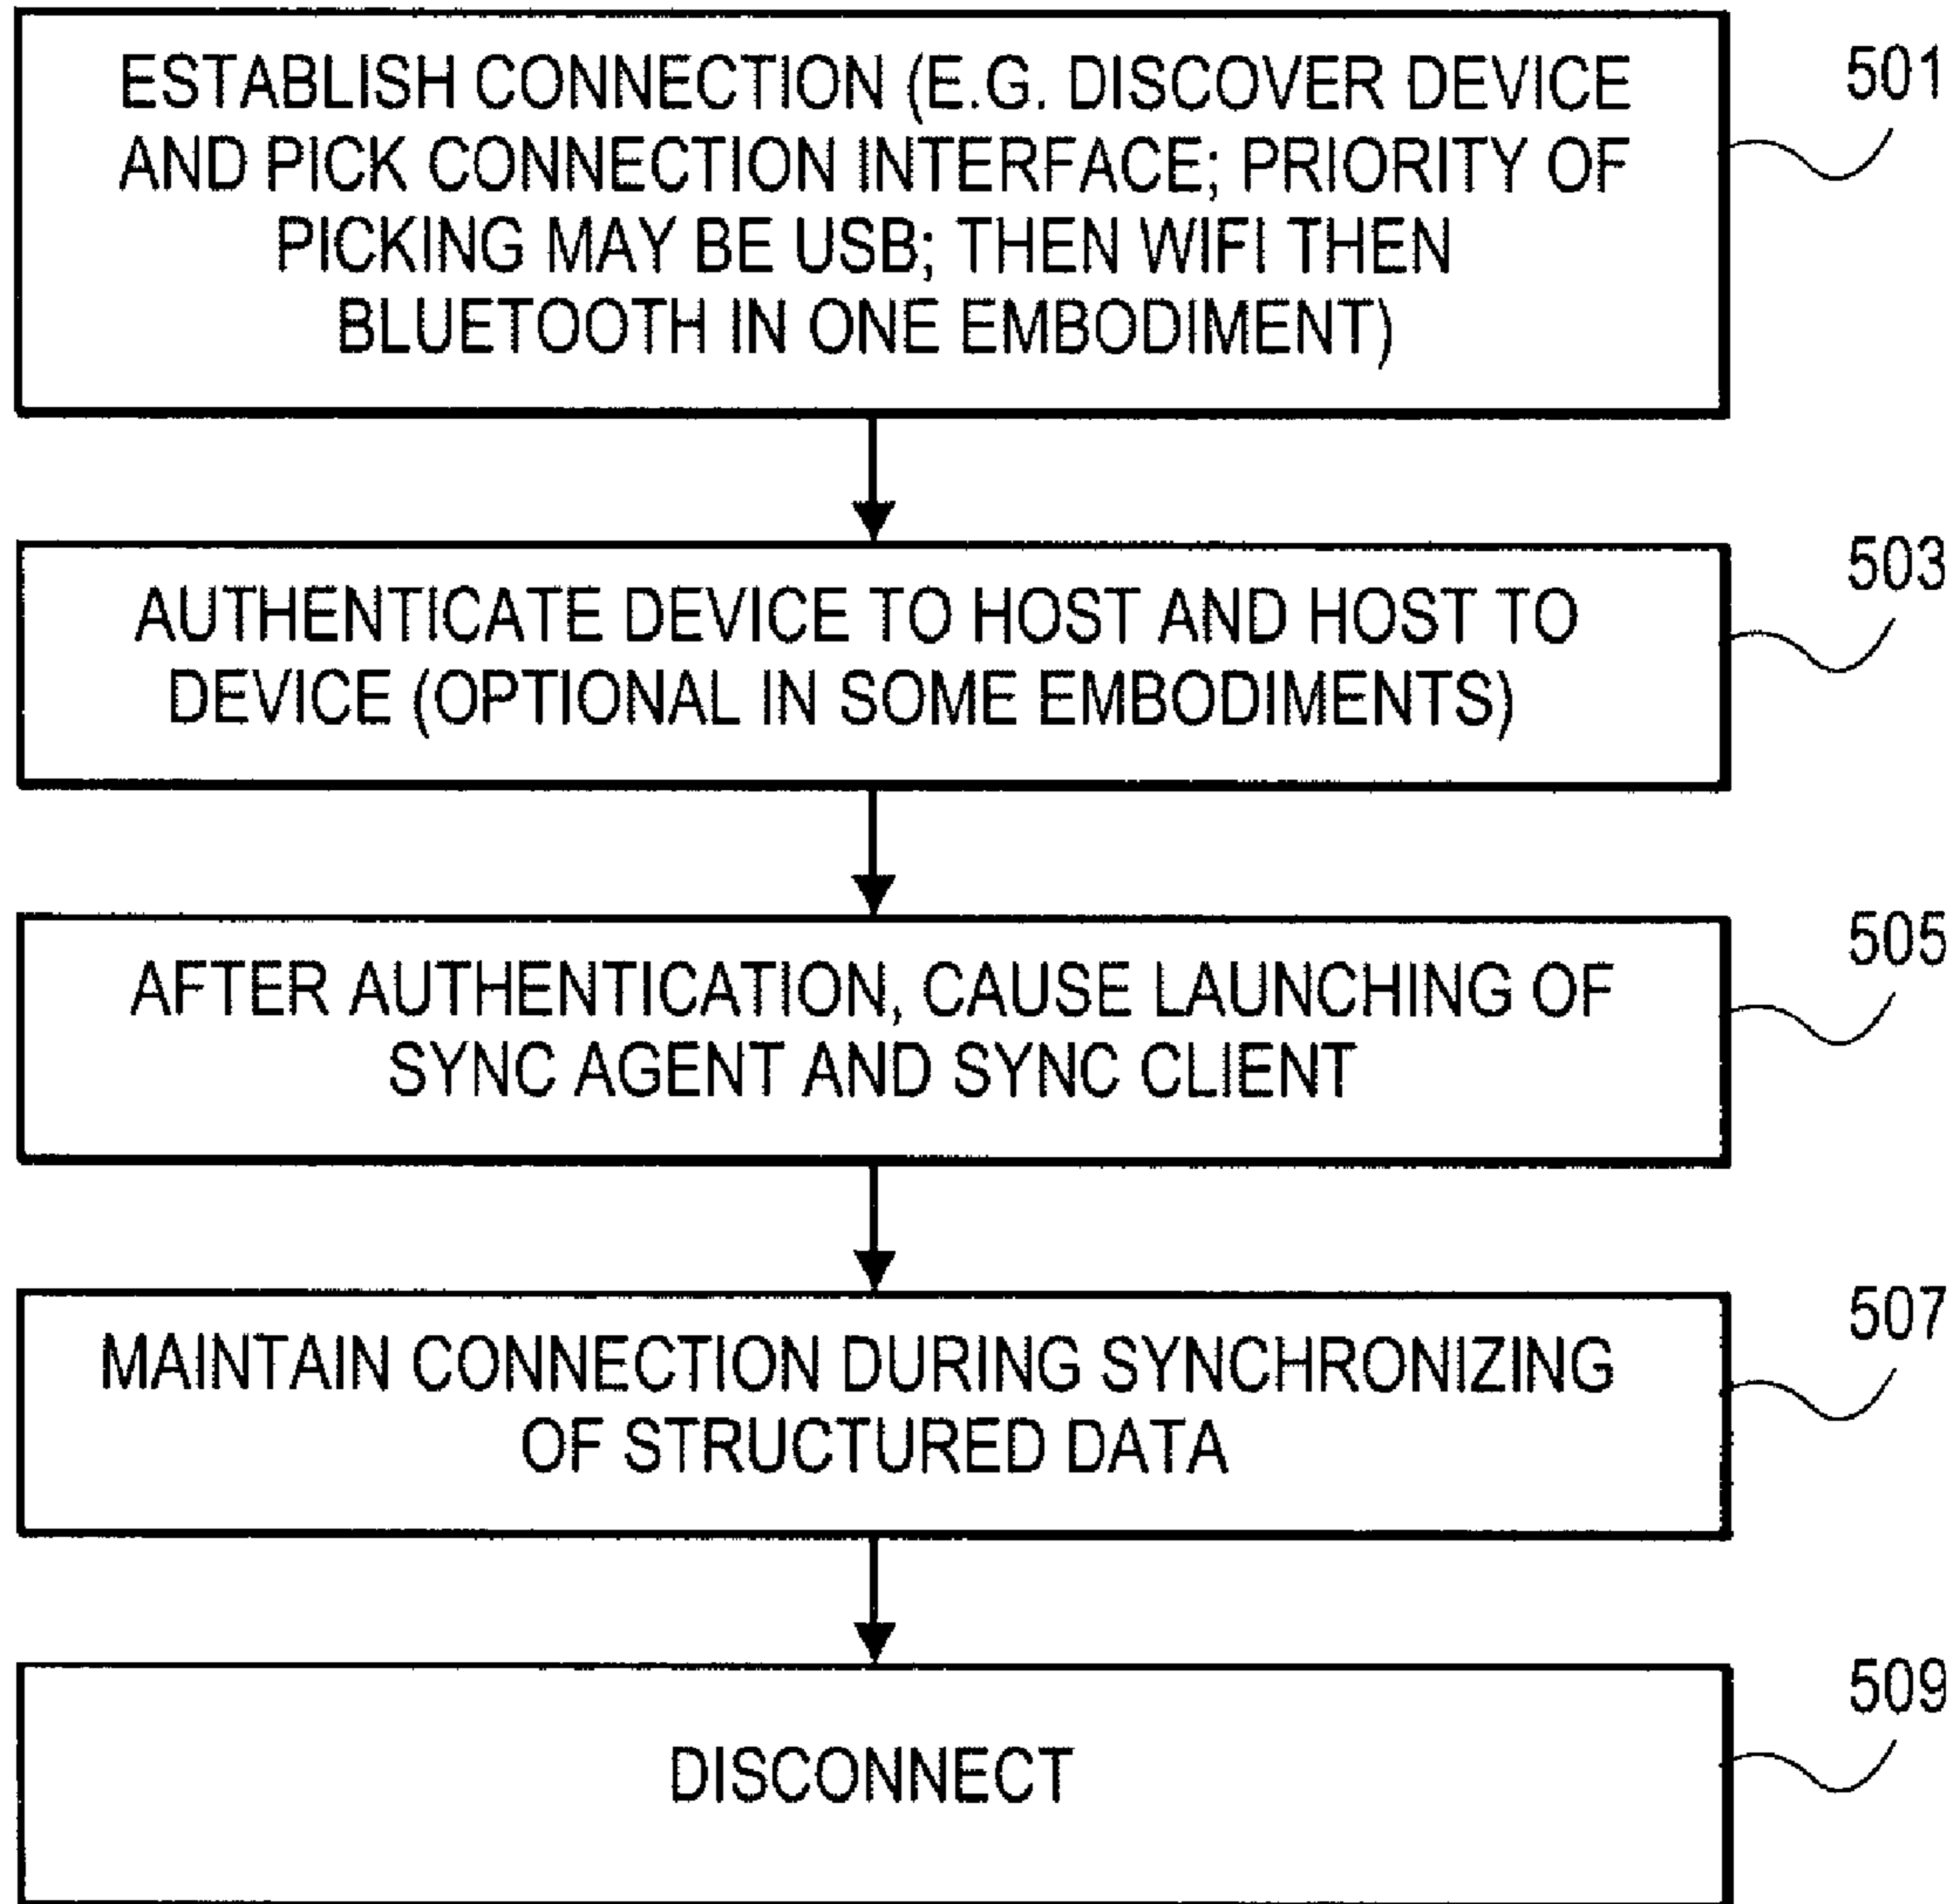 ESTABLISH CONNECTION (E.G. DISCOVER DEVICE
AND PICK CONNECTION INTERFACE; PRIORITY OF
PICKING MAY BE USB; THEN WIFI THEN
BLUETOOTH IN ONE EMBODIMENT)
501
AUTHENTICATE DEVICE TO HOST AND HOST TO
DEVICE (OPTIONAL IN SOME EMBODIMENTS)
503
AFTER AUTHENTICATION, CAUSE LAUNCHING OF
SYNC AGENT AND SYNC CLIENT
505
MAINTAIN CONNECTION DURING SYNCHRONIZING
OF STRUCTURED DATA
507
DISCONNECT
509